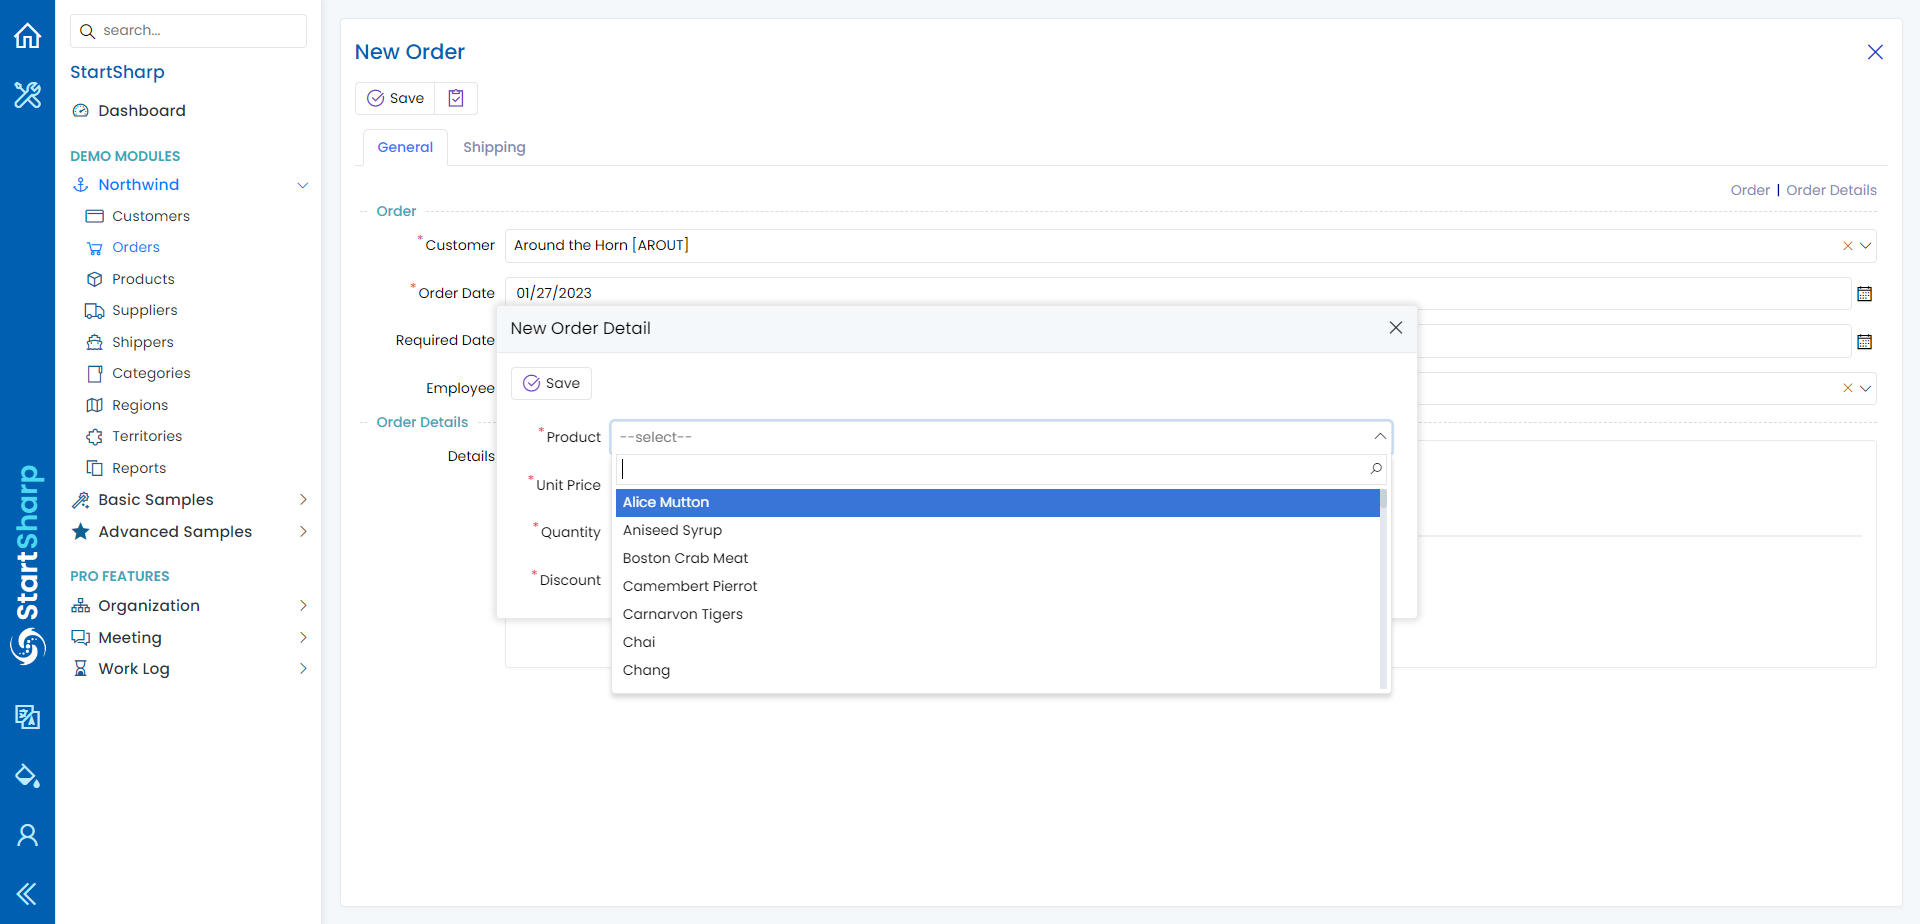 search...
StartSharp
Dashboard
DEMO MODULES
Northwind
Customers
Orders
Products
Suppliers
Shippers
Categories
Regions
Territories
Reports
Basic Samples
Advanced Samples
PRO FEATURES
Organization
Meeting
Work Log
StartSharp
New Order
Save
General Shipping
Order | Order Details
Order
* Customer Around the Horn [AROUT]
* Order Date 01/27/2023
Required Date
Employee
Order Details
Details
New Order Detail
Save
* Product --select--
* Unit Price
* Quantity
* Discount
Alice Mutton
Aniseed Syrup
Boston Crab Meat
Camembert Pierrot
Carnarvon Tigers
Chai
Chang